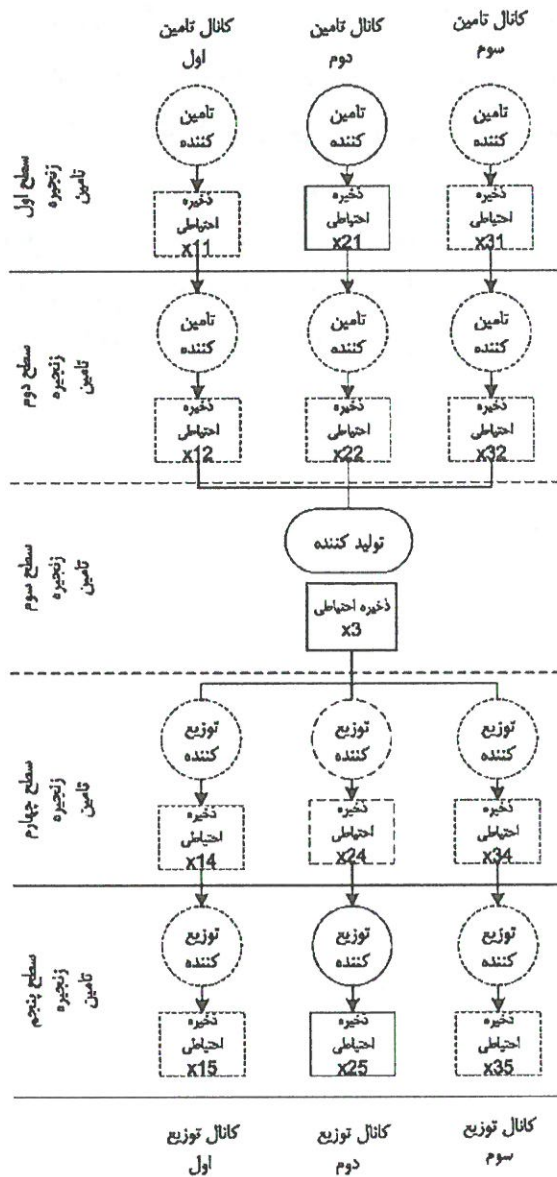 کانال تامین
اول
کانال تامین
دوم
کانال تامین
سوم
سطح اول
زنجیره
تامین
تامین
کننده
تامین
کننده
تامین
کننده
ذخیره
احتیاطی
x11
ذخیره
احتیاطی
x21
ذخیره
احتیاطی
x31
سطح دوم
زنجیره
تامین
تامین
کننده
تامین
کننده
تامین
کننده
ذخیره
احتیاطی
x12
ذخیره
احتیاطی
x22
ذخیره
احتیاطی
x32
سطح سوم
زنجیره
تامین
تولید کننده
ذخیره احتیاطی
x3
سطح چهارم
زنجیره
تامین
توزیع
کننده
توزیع
کننده
توزیع
کننده
ذخیره
احتیاطی
x14
ذخیره
احتیاطی
x24
ذخیره
احتیاطی
x34
سطح پنجم
زنجیره
تامین
توزیع
کننده
توزیع
کننده
توزیع
کننده
ذخیره
احتیاطی
x15
ذخیره
احتیاطی
x25
ذخیره
احتیاطی
x35
کانال توزیع
اول
کانال توزیع
دوم
کانال توزیع
سوم